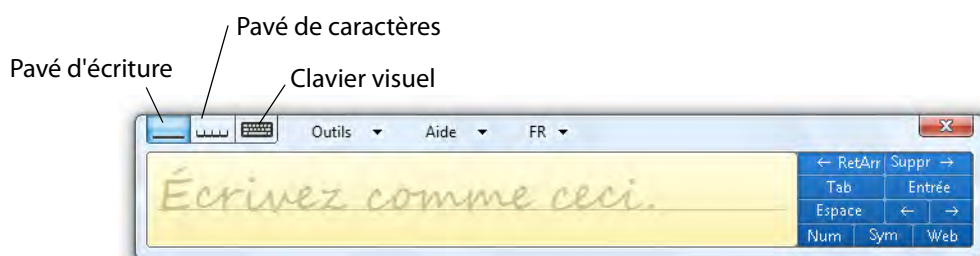 Pavé de caractères
Pavé d'écriture
Clavier visuel
Outils Aide FR
Écrivez comme ceci.
← RetArr Suppr →
Tab Entrée
Espace ← →
Num Sym Web